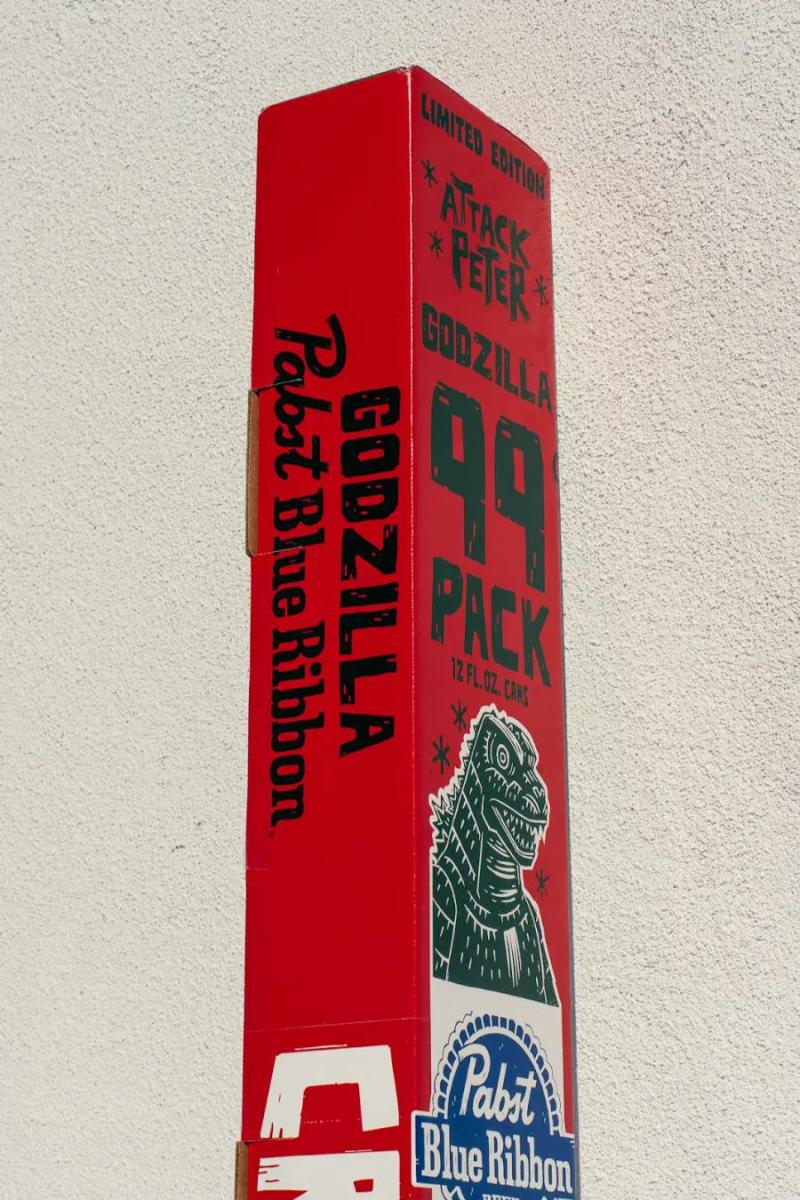 LIMITED EDITION
ATTACK
PETER
GODZILLA
99
PACK
12 FL.OZ. CANS
Pabst
Blue Ribbon
GODZILLA
Pabst Blue Ribbon